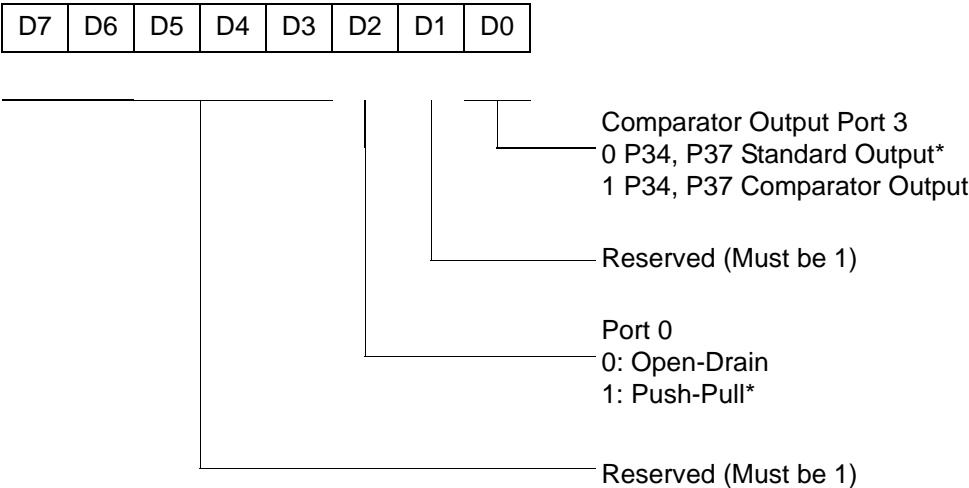 D7 D6 D5 D4 D3 D2 D1 D0
Comparator Output Port 3
0 P34, P37 Standard Output*
1 P34, P37 Comparator Output
Reserved (Must be 1)
Port 0
0: Open-Drain
1: Push-Pull*
Reserved (Must be 1)